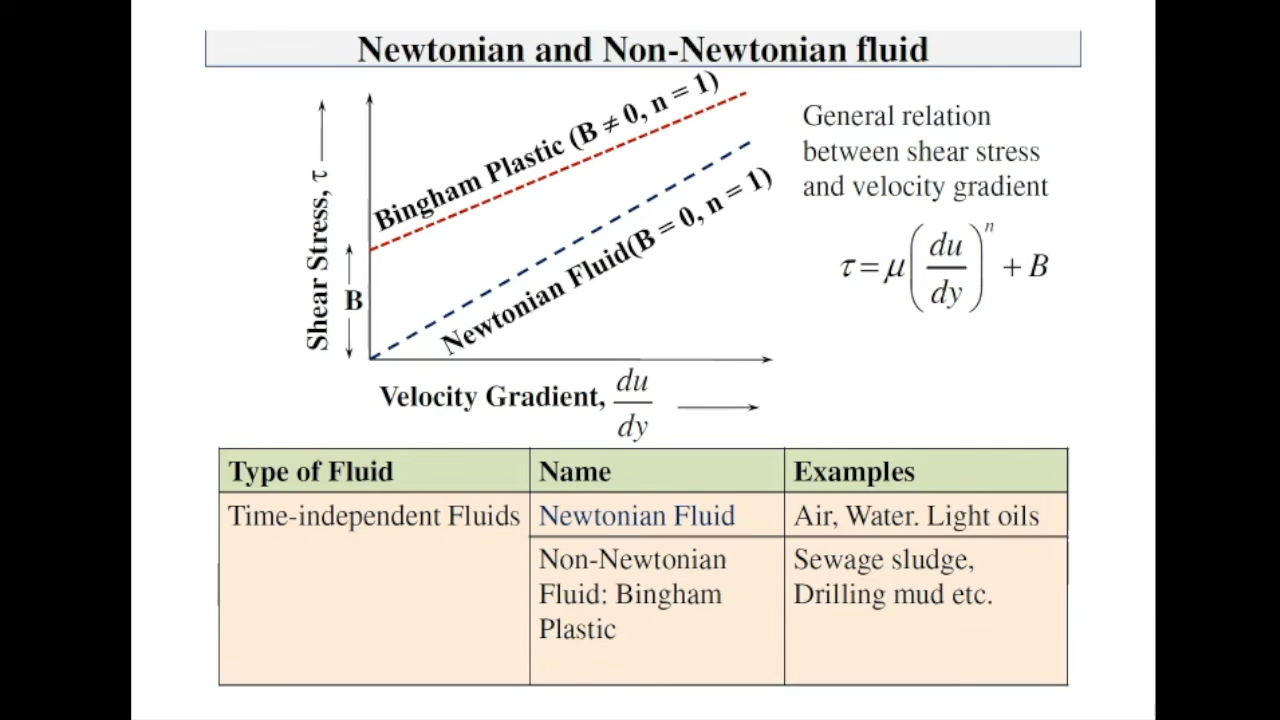 Newtonian and Non-Newtonian fluid
Shear Stress, τ
B
Bingham Plastic (B ≠ 0, n = 1)
Newtonian Fluid(B = 0, n = 1)
Velocity Gradient, du/dy
General relation
between shear stress
and velocity gradient
τ = μ(du/dy)^n + B
Type of Fluid Name Examples
Time-independent Fluids Newtonian Fluid Air, Water. Light oils
Non-Newtonian Sewage sludge,
Fluid: Bingham Drilling mud etc.
Plastic